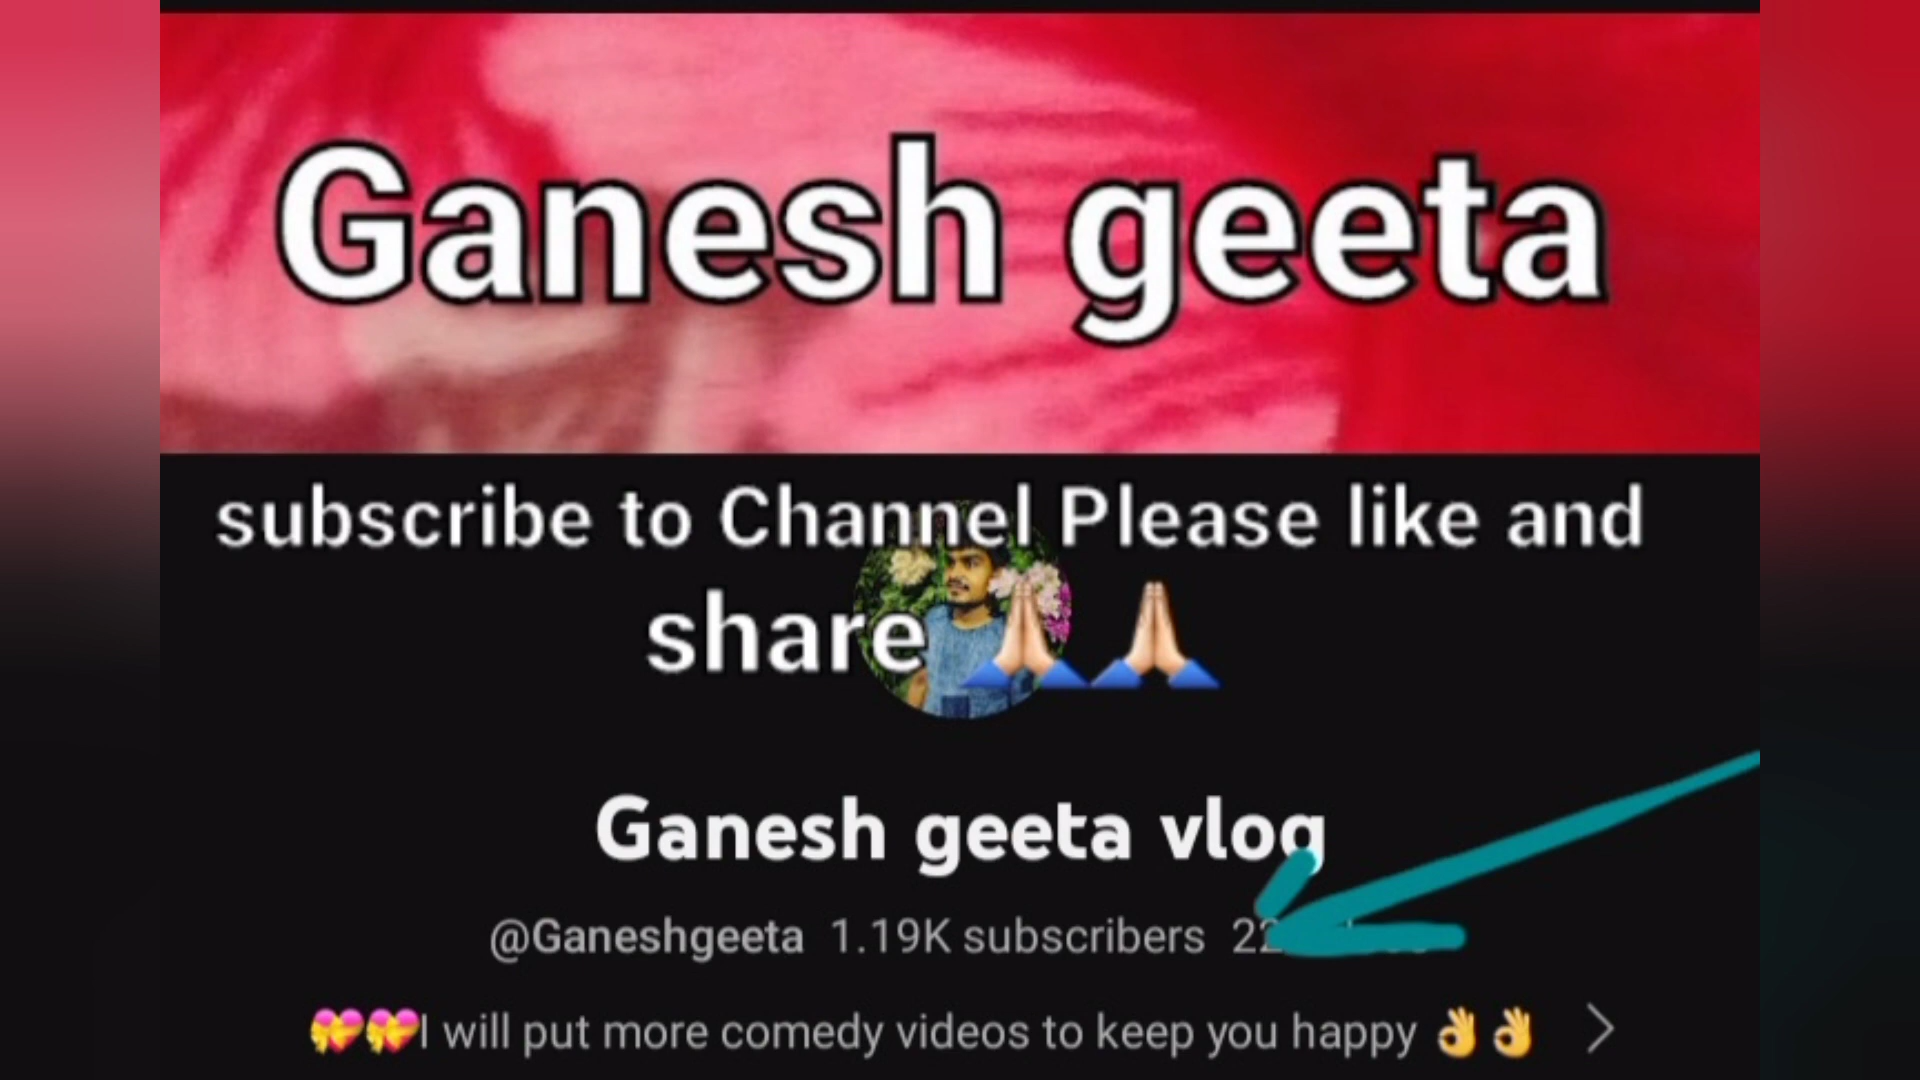 Ganesh geeta
subscribe to Channel Please like and
share 🙏🙏
Ganesh geeta vlog
@Ganeshgeeta 1.19K subscribers
💝💝I will put more comedy videos to keep you happy 👌👌